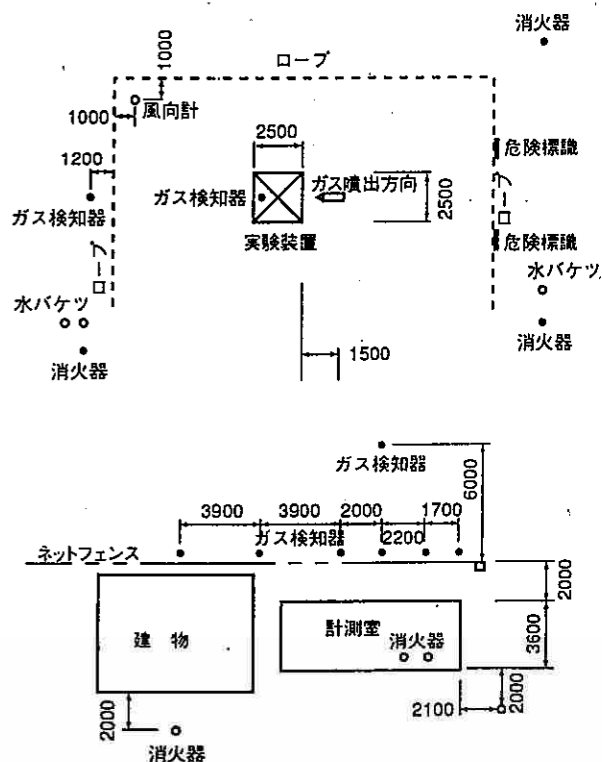 消火器
ロープ
1000
1000
風向計
2500
危険標識
1200
ガス検知器
ガス噴出方向
2500
ガス検知器
実験装置
ロープ
ロープ
危険標識
水バケツ
水バケツ
消火器
1500
消火器
ガス検知器
6000
3900
3900
2000
1700
ガス検知器
2200
ネットフェンス
2000
建物
計測室
消火器
3600
2000
2100
2000
消火器